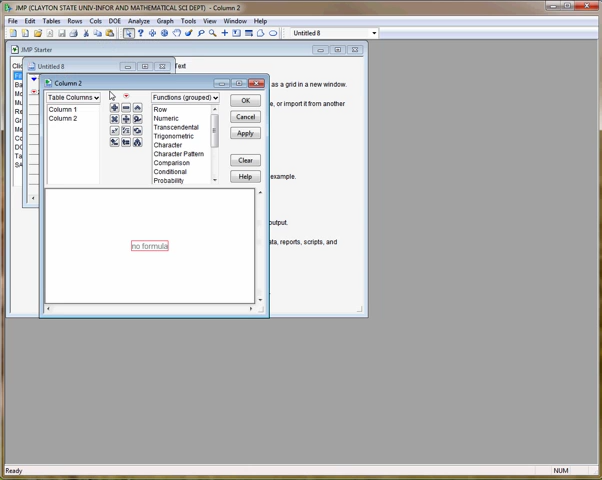 JMP (CLAYTON STATE UNIV-INFOR AND MATHEMATICAL SCI DEPT) - Column 2
File Edit Tables Rows Cols DOE Analyze Graph Tools View Window Help
Untitled 8
JMP Starter
Text
Untitled 8
as a grid in a new window.
Column 2
Table Columns
Functions (grouped)
OK
e, or import it from another
Column 1
Column 2
Row
Numeric
Transcendental
Trigonometric
Character
Character Pattern
Comparison
Conditional
Probability
Cancel
Apply
Clear
Help
example.
no formula
output.
ata, reports, scripts, and
Ready
NUM